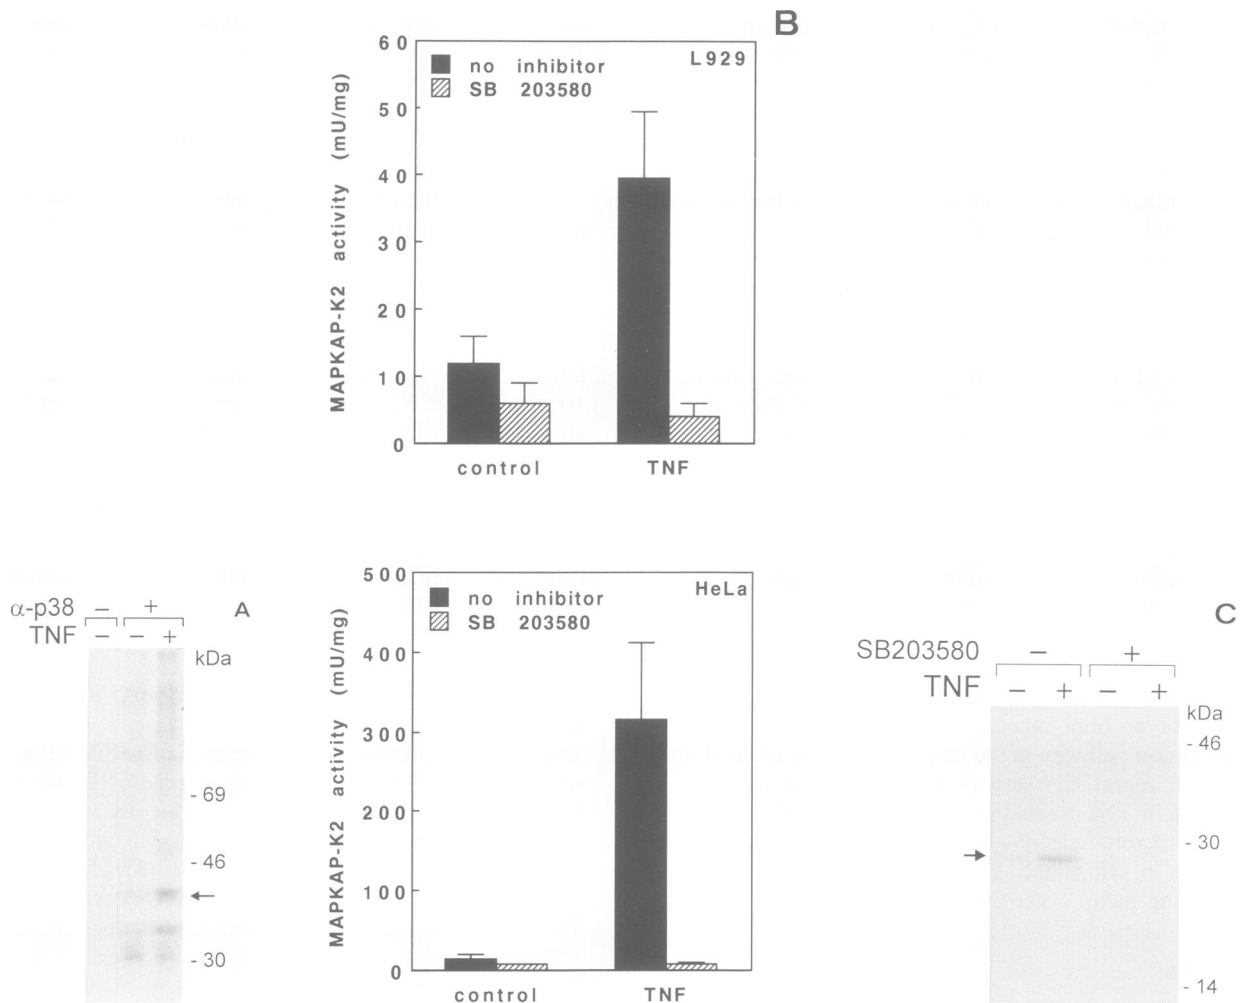 B
L929
no inhibitor
SB 203580
MAPKAP-K2 activity (mU/mg)
60
50
40
30
20
10
0
control TNF
A
α-p38 − +
TNF − − +
kDa
- 69
- 46
- 30
HeLa
no inhibitor
SB 203580
MAPKAP-K2 activity (mU/mg)
500
400
300
200
100
0
control TNF
C
SB203580 − +
TNF − + − +
kDa
- 46
- 30
- 14